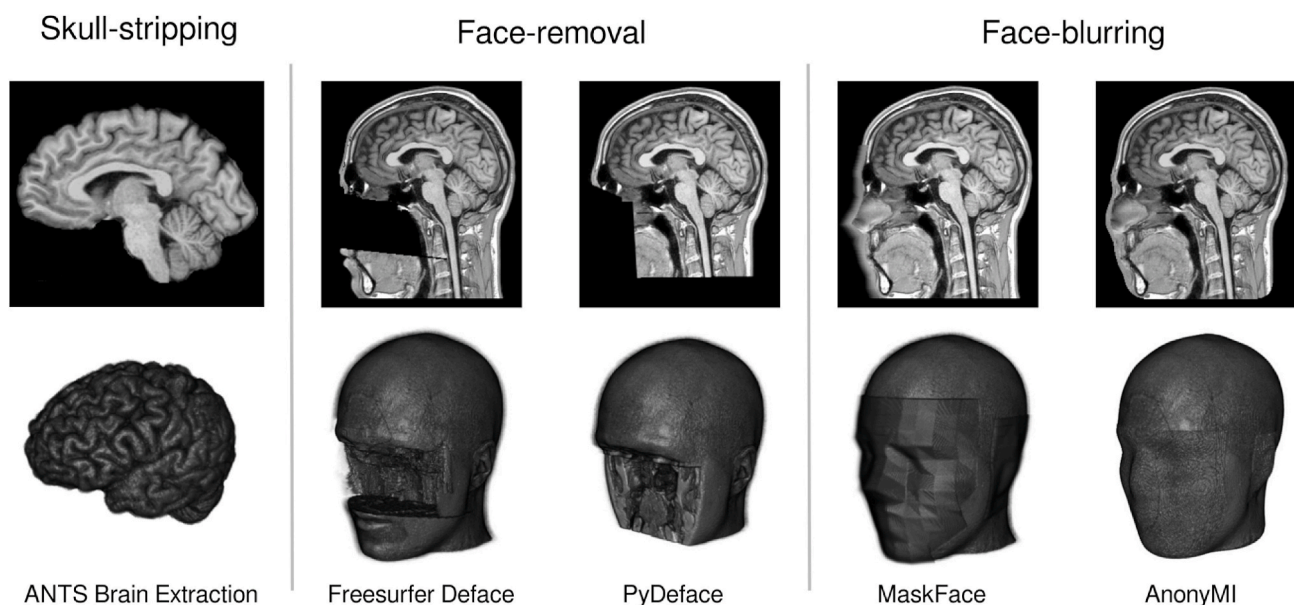 Skull-stripping
Face-removal
Face-blurring
ANTS Brain Extraction
Freesurfer Deface
PyDeface
MaskFace
AnonyMI